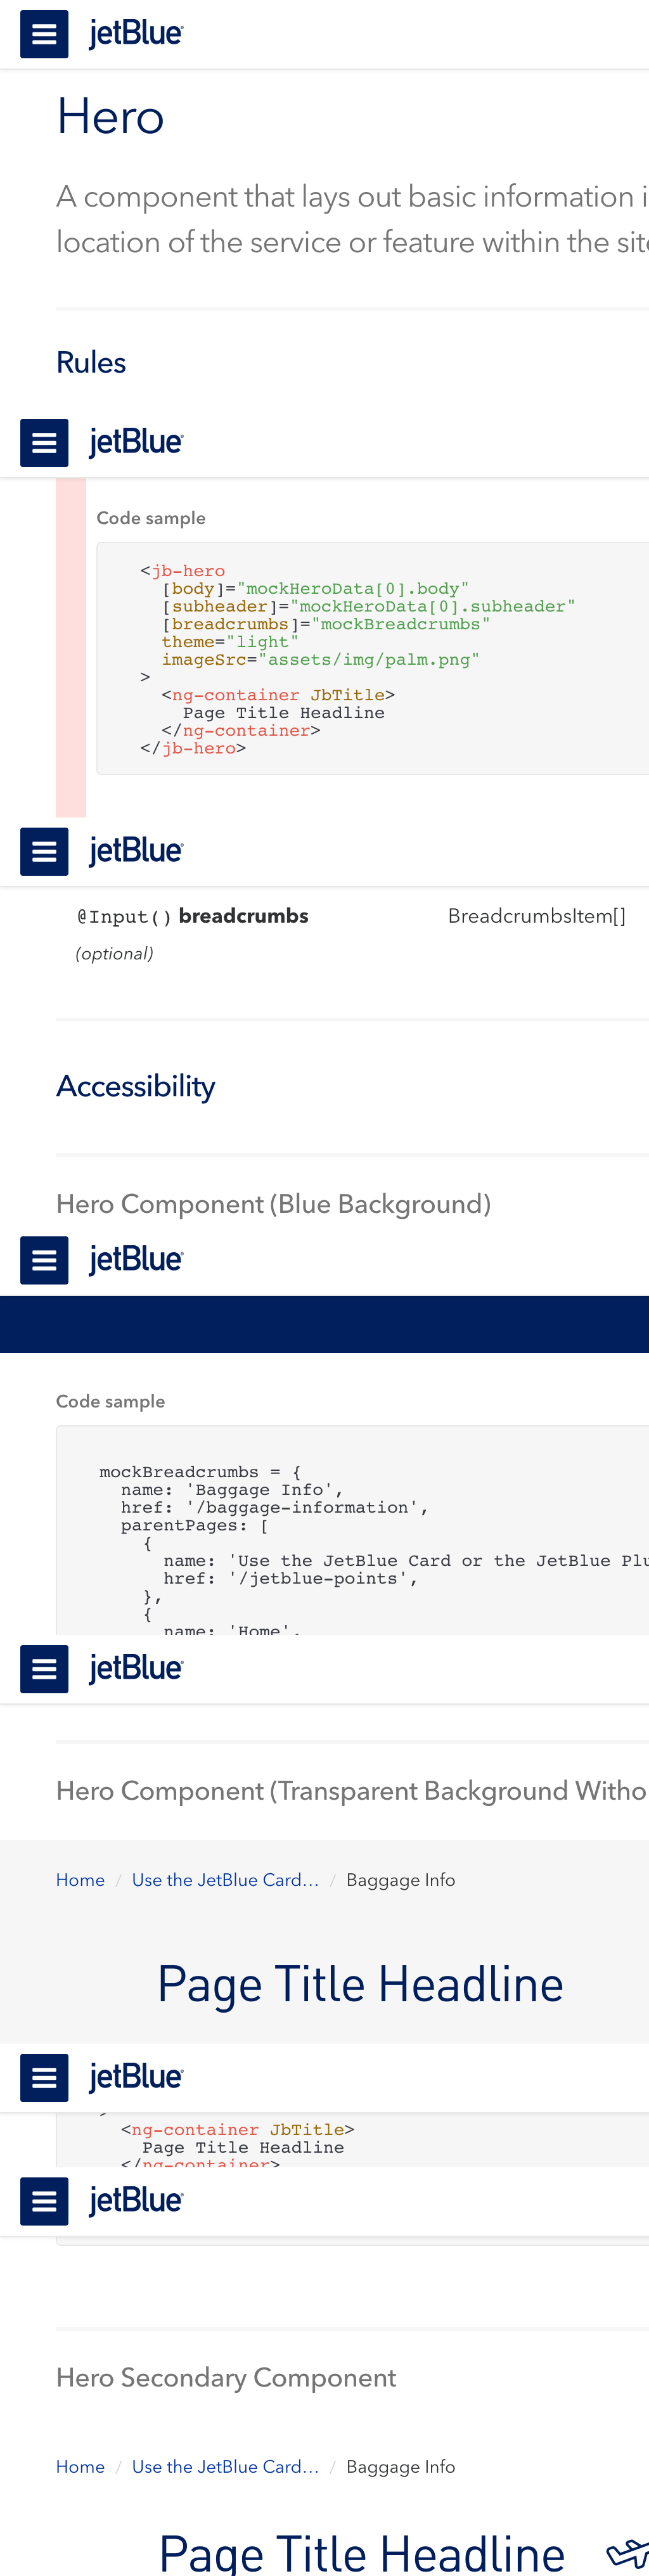 jetBlue
Hero
A component that lays out basic information
location of the service or feature within the
Rules
jetBlue
Code sample
<jb-hero
[body]="mockHeroData[0].body"
[subheader]="mockHeroData[0].subheader"
[breadcrumbs]="mockBreadcrumbs"
theme="light"
imageSrc="assets/img/palm.png"
>
<ng-container JbTitle>
Page Title Headline
</ng-container>
</jb-hero>
jetBlue
@Input() breadcrumbs BreadcrumbsItem[]
(optional)
Accessibility
Hero Component (Blue Background)
jetBlue
Code sample
mockBreadcrumbs = {
name: 'Baggage Info',
href: '/baggage-information',
parentPages: [
{
name: 'Use the JetBlue Card or the JetBlue
href: '/jetblue-points',
},
{
name: 'Home',
jetBlue
Hero Component (Transparent Background
Home / Use the JetBlue Card... / Baggage Info
Page Title Headline
jetBlue
>
<ng-container JbTitle>
Page Title Headline
</ng-container>
jetBlue
Hero Secondary Component
Home / Use the JetBlue Card... / Baggage Info
Page Title Headline